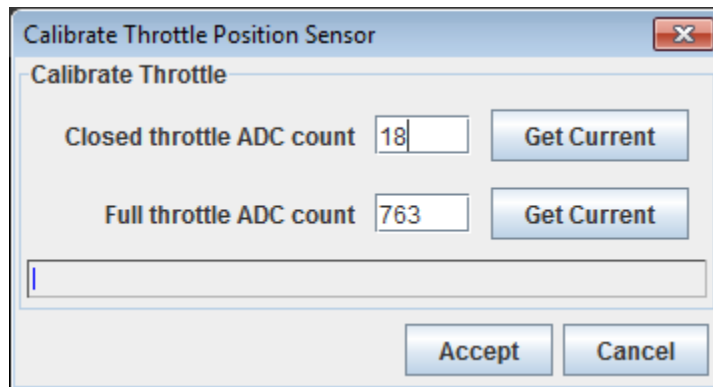 Calibrate Throttle Position Sensor
Calibrate Throttle
Closed throttle ADC count 18 Get Current
Full throttle ADC count 763 Get Current
Accept Cancel